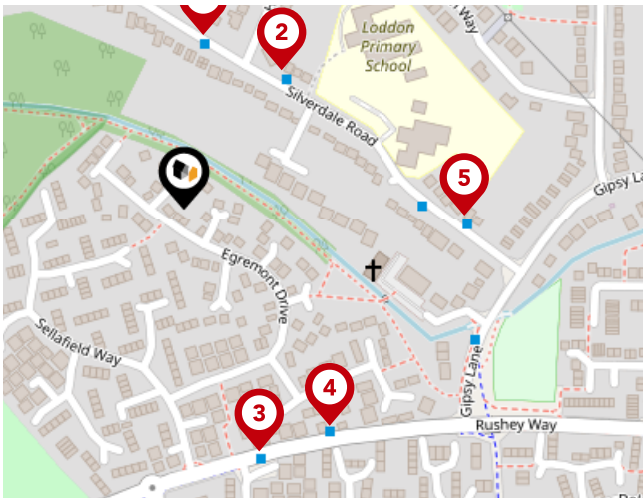 Way
2
Loddon
Primary
School
Silverdale Road
5
Gipsy La
Egremont Drive
Sellafield Way
Gipsy Lane
4
3
Rushey Way